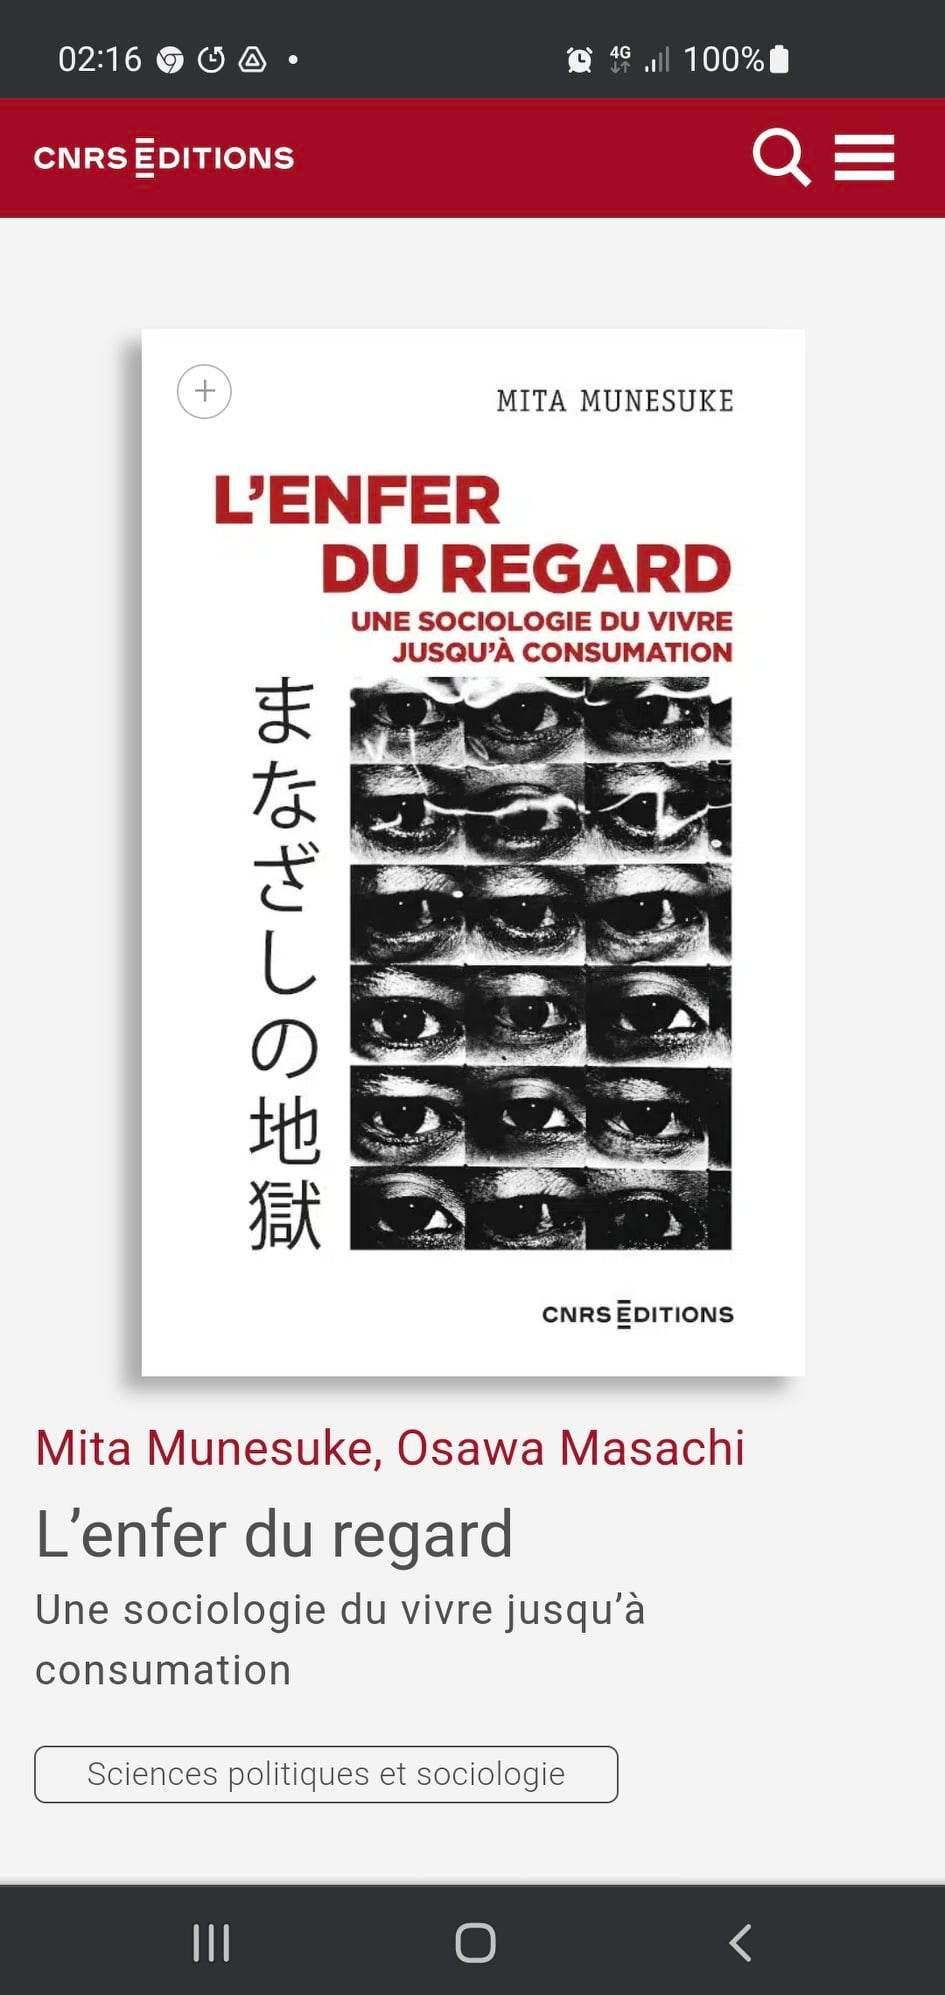 02:16
4G
100%
CNRS ÉDITIONS
MITA MUNESUKE
L'ENFER
DU REGARD
UNE SOCIOLOGIE DU VIVRE
JUSQU'À CONSUMATION
まなざしの地獄
CNRS ÉDITIONS
Mita Munesuke, Osawa Masachi
L’enfer du regard
Une sociologie du vivre jusqu’à
consumation
Sciences politiques et sociologie